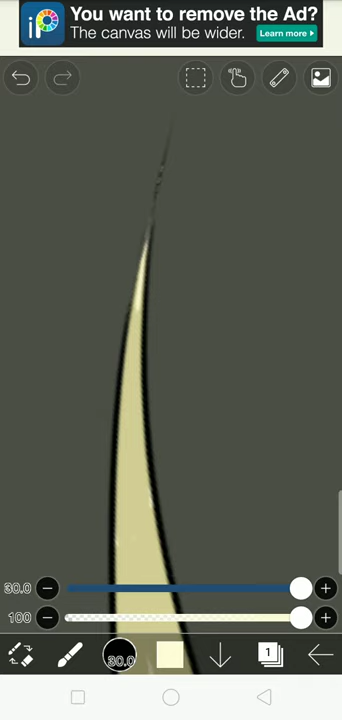 iP
You want to remove the Ad?
The canvas will be wider.
Learn more
30.0
100
30.0
1